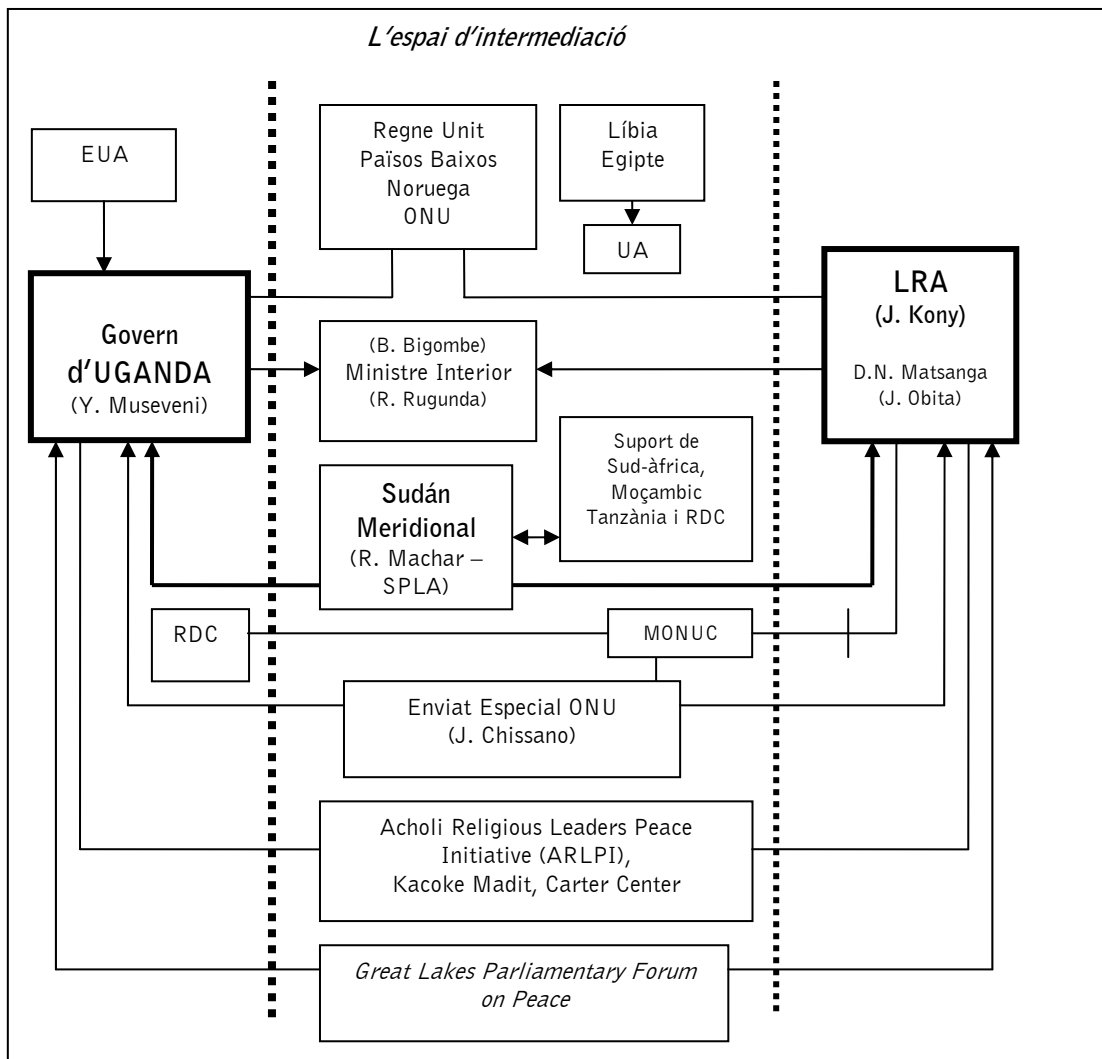 L'espai d'intermediació
EUA
Regne Unit
Països Baixos
Noruega
ONU
Líbia
Egipte
UA
Govern
d'UGANDA
(Y. Museveni)
(B. Bigombe)
Ministre Interior
(R. Rugunda)
LRA
(J. Kony)
D.N. Matsanga
(J. Obita)
Sudán
Meridional
(R. Machar –
SPLA)
Suport de
Sud-àfrica,
Moçambic
Tanzània i RDC
RDC
MONUC
Enviat Especial ONU
(J. Chissano)
Acholi Religious Leaders Peace
Initiative (ARLPI),
Kacoke Madit, Carter Center
Great Lakes Parliamentary Forum
on Peace